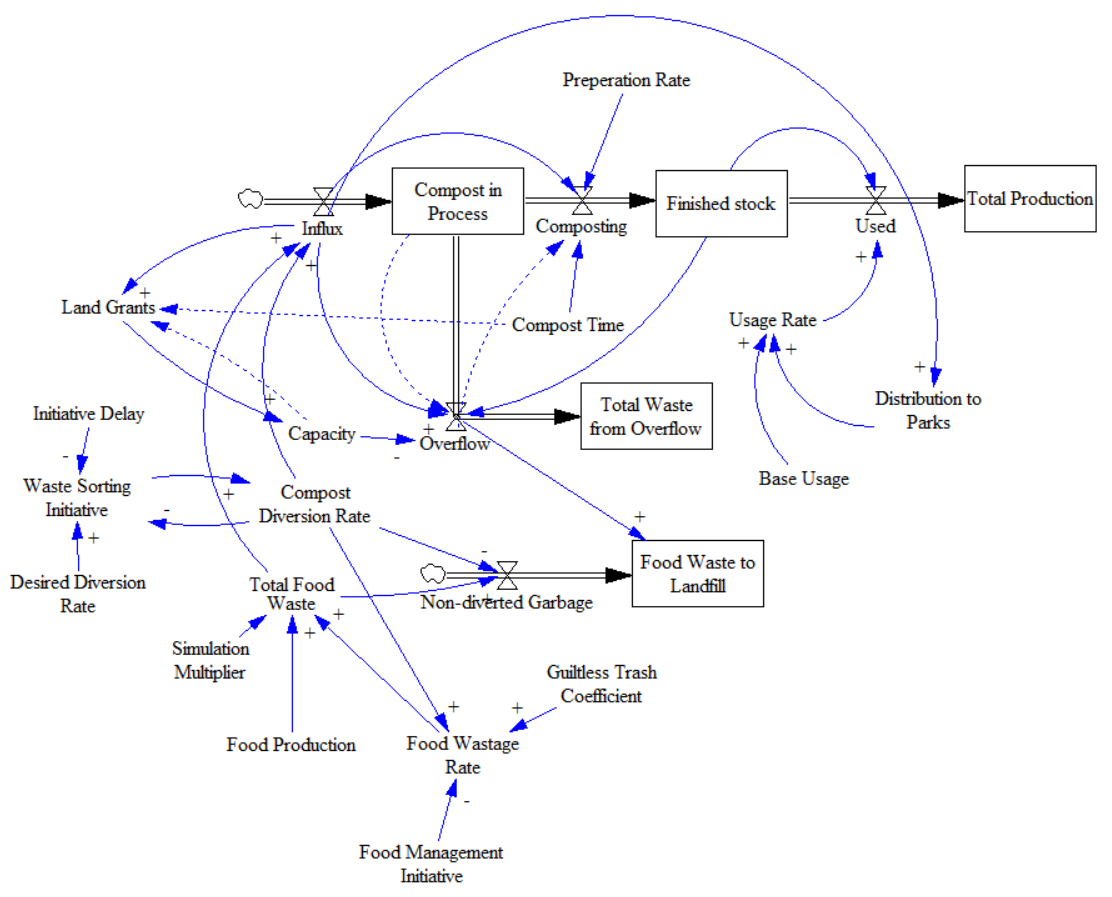 Preperation Rate
Compost in
Process
Finished stock
Total Production
Influx
Composting
Used
+
+
+
+
Land Grants
Compost Time
Usage Rate
+
+
+
Distribution to
Parks
+
Initiative Delay
Capacity
+
Overflow
-
Total Waste
from Overflow
-
Waste Sorting
Initiative
+
-
+
Compost
Diversion Rate
Base Usage
+
Desired Diversion
Rate
Total Food
Waste
+
+
-
Non-diverted Garbage
+
Food Waste to
Landfill
Simulation
Multiplier
Guiltless Trash
Coefficient
+
+
Food Production
Food Wastage
Rate
-
Food Management
Initiative